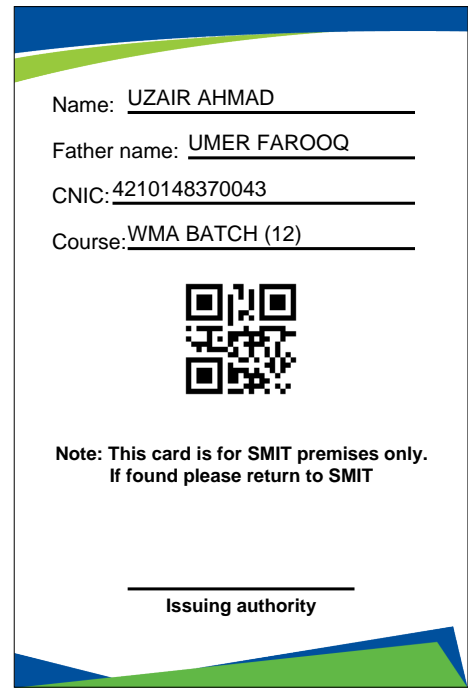 Name: UZAIR AHMAD
Father name: UMER FAROOQ
CNIC: 4210148370043
Course: WMA BATCH (12)
Note: This card is for SMIT premises only.
If found please return to SMIT
Issuing authority